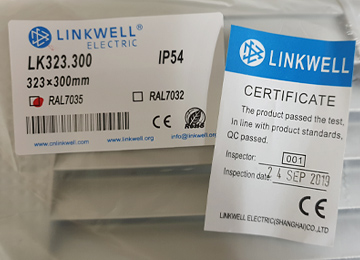 LINKWELL
ELECTRIC
LK323.300
IP54
323×300mm
RAL7035
RAL7032
www.cnlinkwell.com
www.linkwell.org
info@linkwell.org
CE
LINKWELL
CERTIFICATE
The product passed the test.
In line with product standards,
QC passed.
Inspector: 001
Inspection date: 24 SEP 2019
CE
LINKWELL ELECTRIC(SHANGHAI)CO.,LTD